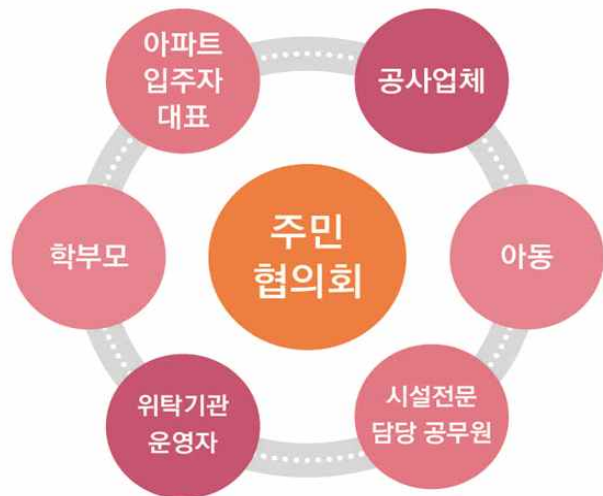 아파트
입주자
대표
공사업체
학부모
주민
협의회
아동
위탁기관
운영자
시설전문
담당 공무원